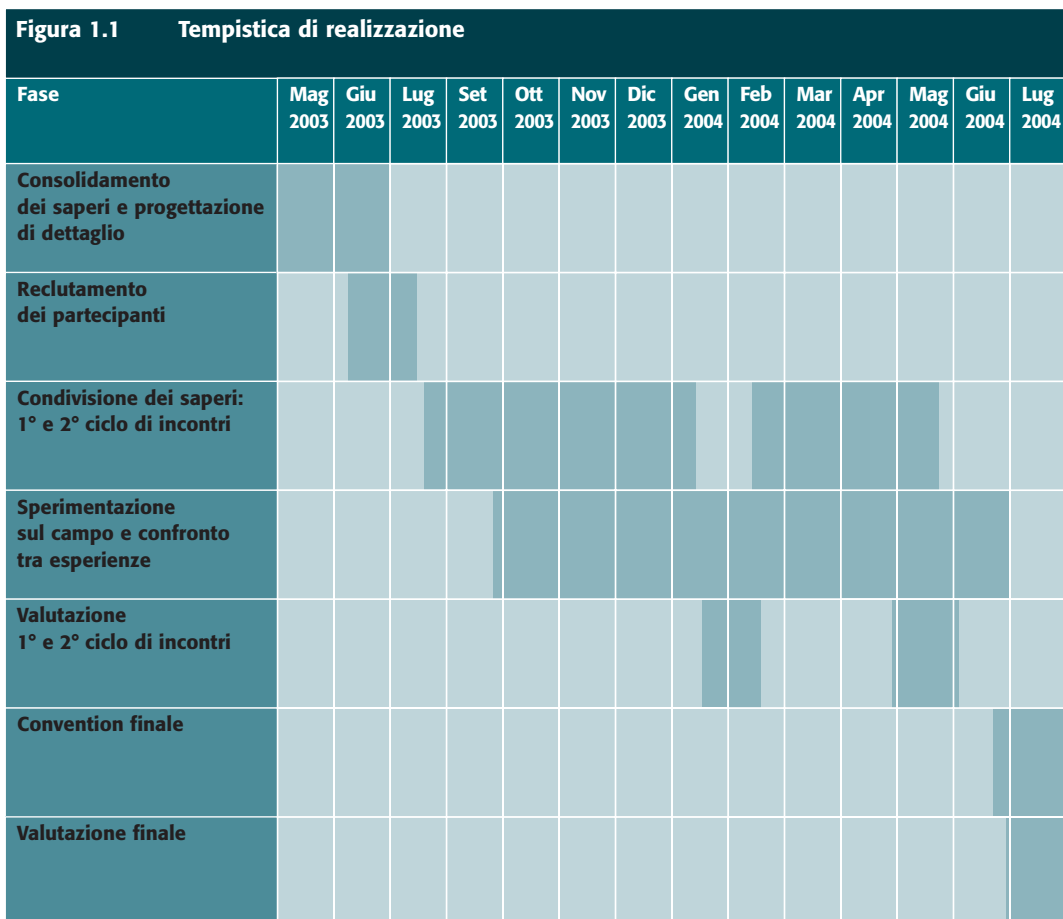 Figura 1.1 Tempistica di realizzazione
Fase Mag Giu Lug Set Ott Nov Dic Gen Feb Mar Apr Mag Giu Lug
2003 2003 2003 2003 2003 2003 2003 2004 2004 2004 2004 2004 2004 2004
Consolidamento
dei saperi e progettazione
di dettaglio
Reclutamento
dei partecipanti
Condivisione dei saperi:
1° e 2° ciclo di incontri
Sperimentazione
sul campo e confronto
tra esperienze
Valutazione
1° e 2° ciclo di incontri
Convention finale
Valutazione finale